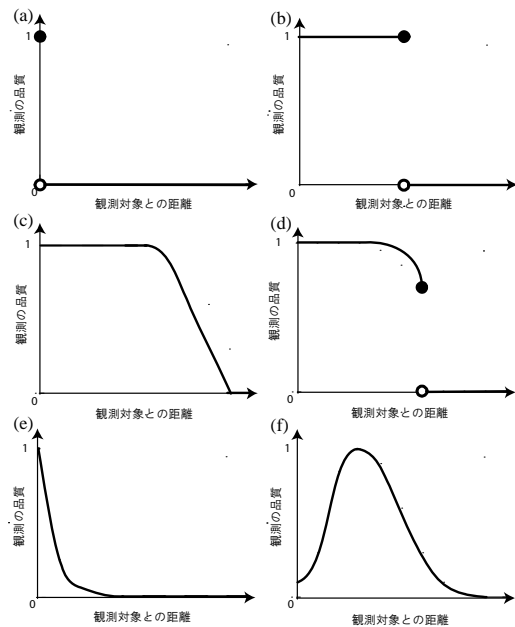 (a)
1
観測の品質
0
観測対象との距離
(b)
1
観測の品質
0
観測対象との距離
(c)
1
観測の品質
0
観測対象との距離
(d)
1
観測の品質
0
観測対象との距離
(e)
1
観測の品質
0
観測対象との距離
(f)
1
観測の品質
0
観測対象との距離